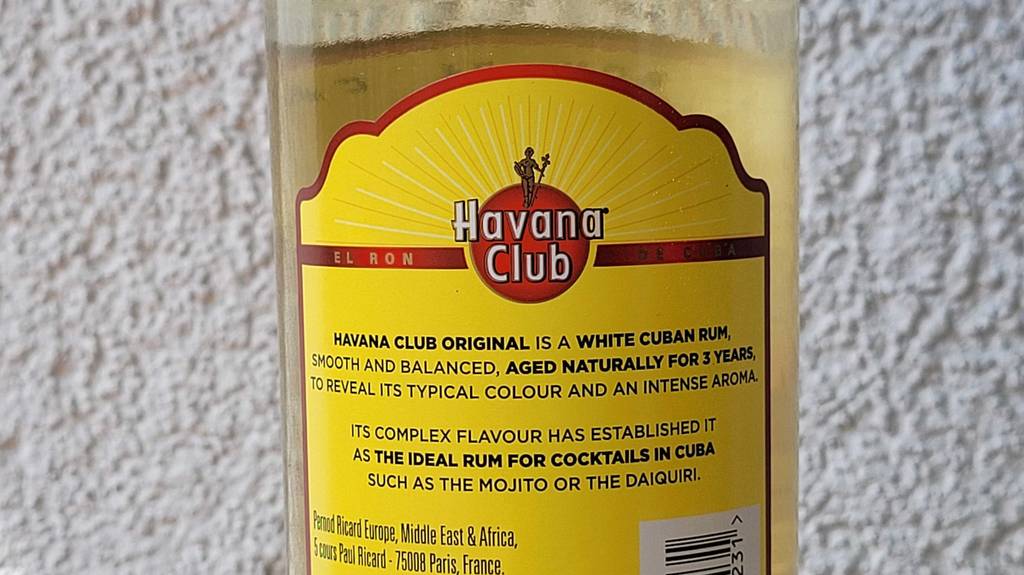 Havana
Club
EL RON DE CUBA
HAVANA CLUB ORIGINAL IS A WHITE CUBAN RUM,
SMOOTH AND BALANCED, AGED NATURALLY FOR 3 YEARS,
TO REVEAL ITS TYPICAL COLOUR AND AN INTENSE AROMA.
ITS COMPLEX FLAVOUR HAS ESTABLISHED IT
AS THE IDEAL RUM FOR COCKTAILS IN CUBA
SUCH AS THE MOJITO OR THE DAIQUIRI.
Pernod Ricard Europe, Middle East & Africa,
5 cours Paul Ricard - 75008 Paris, France.
231>